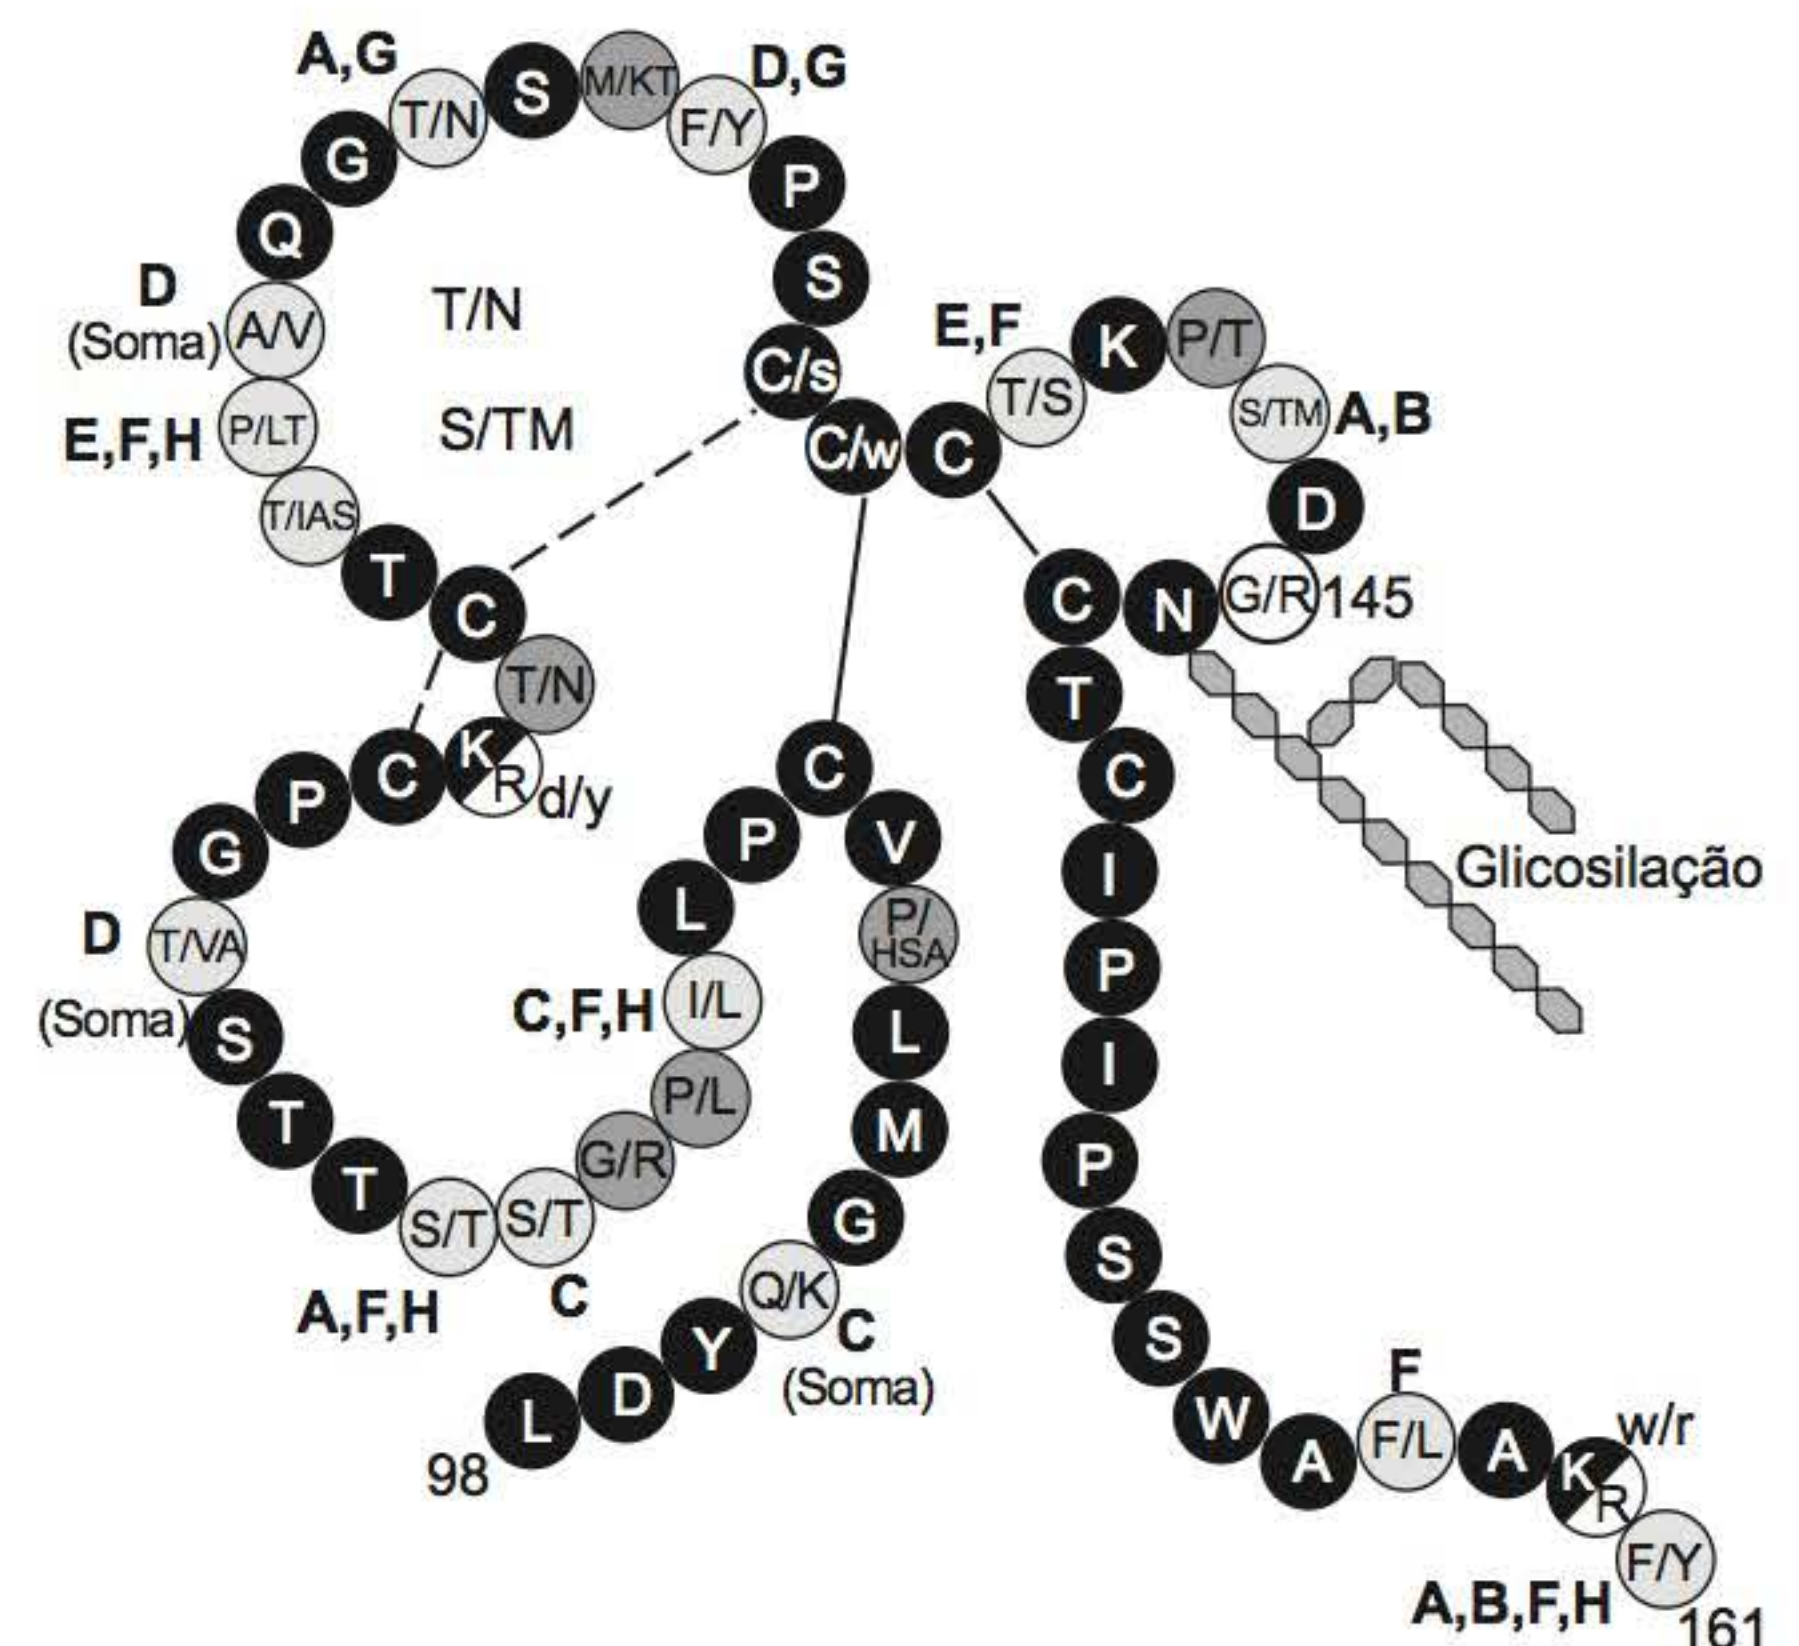 A,G
T/N
S
M/KT
F/Y
D,G
G
P
Q
S
D
(Soma)
A/V
T/N
C/s
E,F,H
P/LT
S/TM
C/w
C
E,F
T/S
K
P/T
S/TM
A,B
D
G/R
145
N
C
T/IAS
T
C
T/N
K
R
d/y
C
P
G
D
T/VA
(Soma)
S
T
T
S/T
A,F,H
S/T
C
G/R
P/L
C,F,H
I/L
L
P
C
V
P/
HSA
L
M
G
Q/K
C
(Soma)
Y
D
L
98
T
C
I
P
I
P
S
S
W
A
F
F/L
A
K
R
w/r
F/Y
A,B,F,H
161
Glicosilação